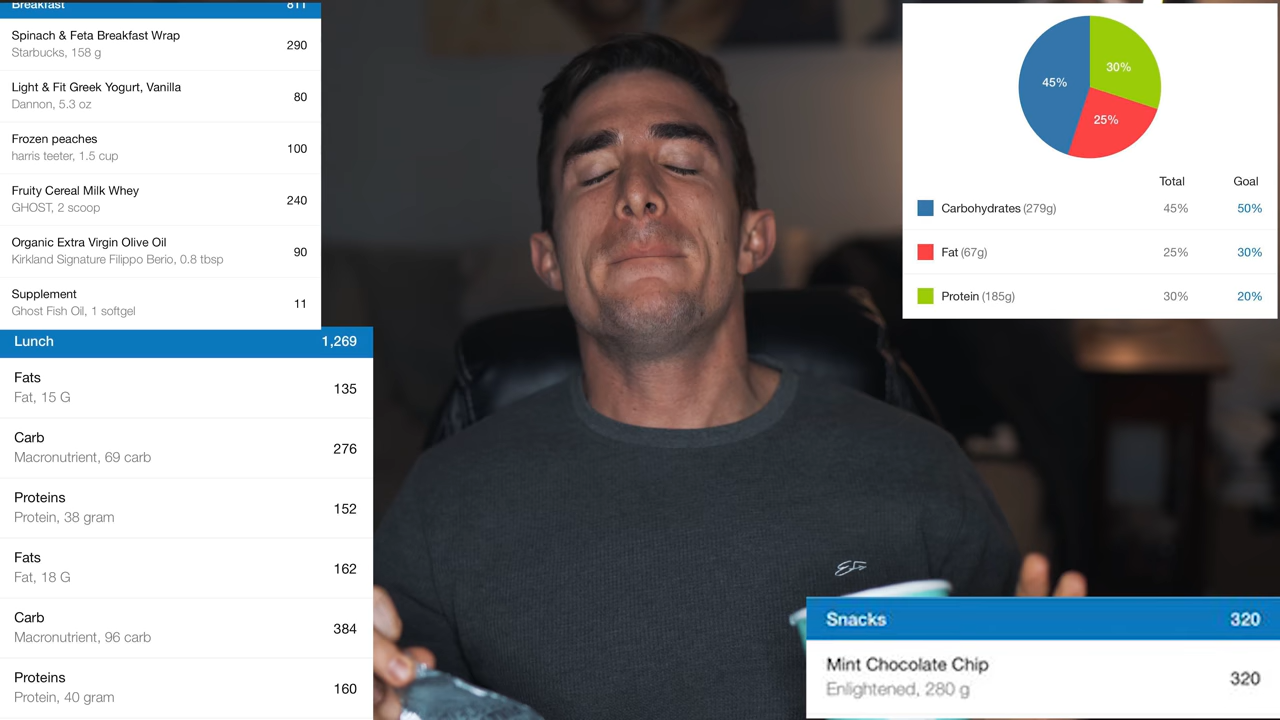 Breakfast 811
Spinach & Feta Breakfast Wrap 290
Starbucks, 158 g
Light & Fit Greek Yogurt, Vanilla 80
Dannon, 5.3 oz
Frozen peaches 100
harris teeter, 1.5 cup
Fruity Cereal Milk Whey 240
GHOST, 2 scoop
Organic Extra Virgin Olive Oil 90
Kirkland Signature Filippo Berio, 0.8 tbsp
Supplement 11
Ghost Fish Oil, 1 softgel
Lunch 1,269
Fats 135
Fat, 15 G
Carb 276
Macronutrient, 69 carb
Proteins 152
Protein, 38 gram
Fats 162
Fat, 18 G
Carb 384
Macronutrient, 96 carb
Proteins 160
Protein, 40 gram
45% 30%
25%
Total Goal
Carbohydrates (279g) 45% 50%
Fat (67g) 25% 30%
Protein (185g) 30% 20%
Snacks 320
Mint Chocolate Chip 320
Enlightened, 280 g